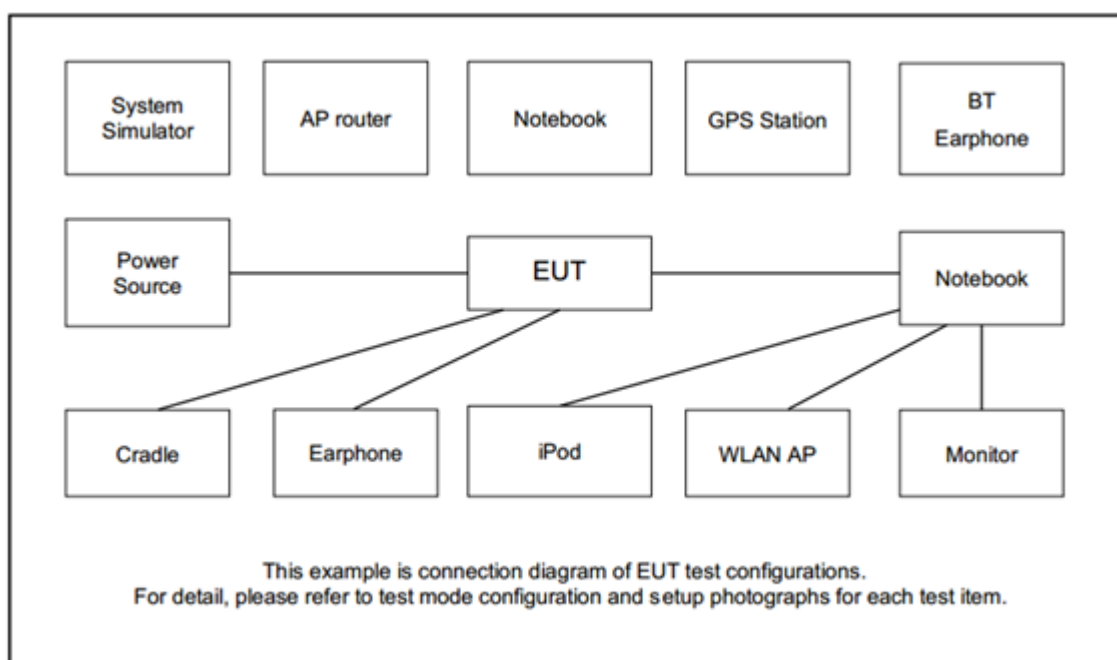 System
Simulator
AP router
Notebook
GPS Station
BT
Earphone
Power
Source
EUT
Notebook
Cradle
Earphone
iPod
WLAN AP
Monitor
This example is connection diagram of EUT test configurations.
For detail, please refer to test mode configuration and setup photographs for each test item.